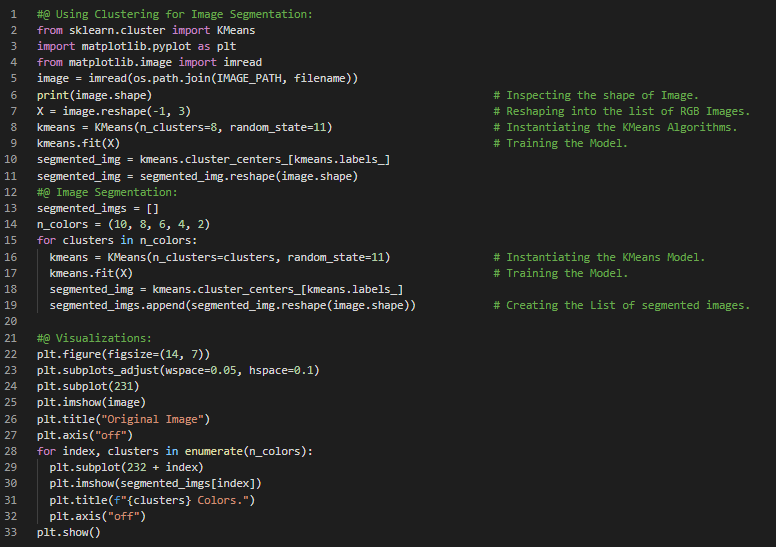 1 #@ Using Clustering for Image Segmentation:
2 from sklearn.cluster import KMeans
3 import matplotlib.pyplot as plt
4 from matplotlib.image import imread
5 image = imread(os.path.join(IMAGE_PATH, filename))
6 print(image.shape) # Inspecting the shape of Image.
7 X = image.reshape(-1, 3) # Reshaping into the list of RGB Images.
8 kmeans = KMeans(n_clusters=8, random_state=11) # Instantiating the KMeans Algorithms.
9 kmeans.fit(X) # Training the Model.
10 segmented_img = kmeans.cluster_centers_[kmeans.labels_]
11 segmented_img = segmented_img.reshape(image.shape)
12 #@ Image Segmentation:
13 segmented_imgs = []
14 n_colors = (10, 8, 6, 4, 2)
15 for clusters in n_colors:
16 kmeans = KMeans(n_clusters=clusters, random_state=11) # Instantiating the KMeans Model.
17 kmeans.fit(X) # Training the Model.
18 segmented_img = kmeans.cluster_centers_[kmeans.labels_]
19 segmented_imgs.append(segmented_img.reshape(image.shape)) # Creating the List of segmented images.
20
21 #@ Visualizations:
22 plt.figure(figsize=(14, 7))
23 plt.subplots_adjust(wspace=0.05, hspace=0.1)
24 plt.subplot(231)
25 plt.imshow(image)
26 plt.title("Original Image")
27 plt.axis("off")
28 for index, clusters in enumerate(n_colors):
29 plt.subplot(232 + index)
30 plt.imshow(segmented_imgs[index])
31 plt.title(f"{clusters} Colors.")
32 plt.axis("off")
33 plt.show()